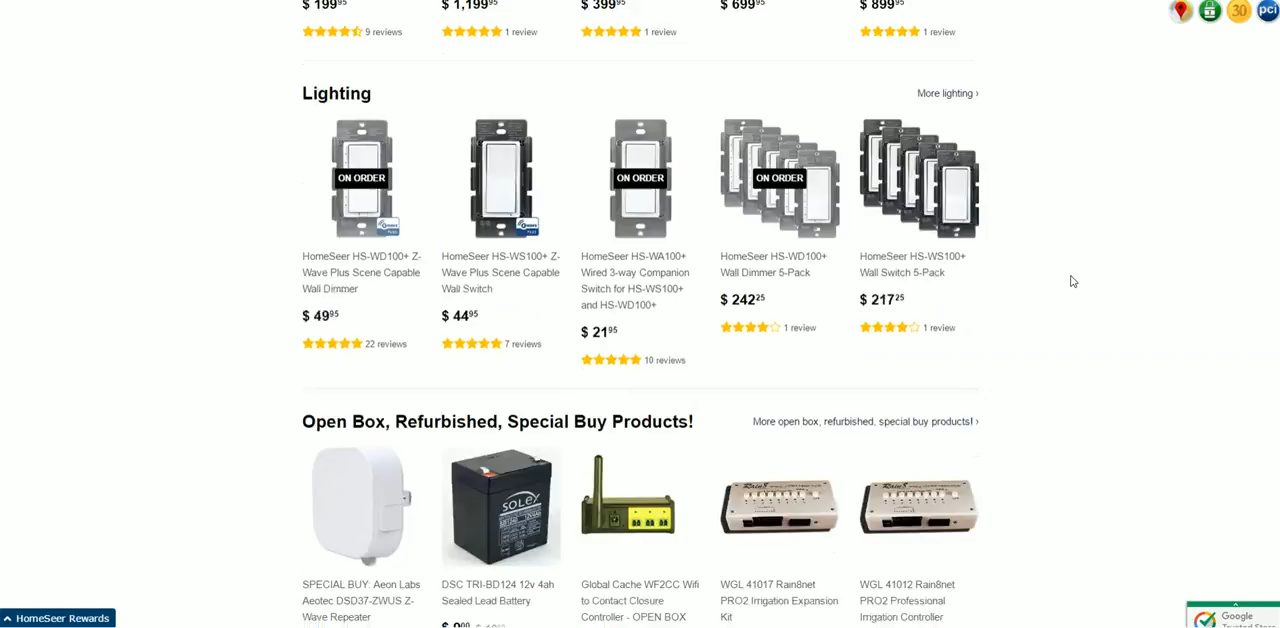 $ 199⁹⁵ $ 1,199⁹⁵ $ 399⁹⁵ $ 699⁹⁵ $ 899⁹⁵
9 reviews 1 review 1 review 1 review
30 pci
Lighting More lighting ›
ON ORDER ON ORDER ON ORDER
HomeSeer HS-WD100+ Z-
Wave Plus Scene Capable
Wall Dimmer
$ 49⁹⁵
22 reviews
HomeSeer HS-WS100+ Z-
Wave Plus Scene Capable
Wall Switch
$ 44⁹⁵
7 reviews
HomeSeer HS-WA100+
Wired 3-way Companion
Switch for HS-WS100+
and HS-WD100+
$ 21⁹⁵
10 reviews
HomeSeer HS-WD100+
Wall Dimmer 5-Pack
$ 242²⁵
1 review
HomeSeer HS-WS100+
Wall Switch 5-Pack
$ 217²⁵
1 review
Open Box, Refurbished, Special Buy Products! More open box, refurbished, special buy products! ›
SOLEY
Rain8
Rain8
SPECIAL BUY: Aeon Labs
Aeotec DSD37-ZWUS Z-
Wave Repeater
DSC TRI-BD124 12v 4ah
Sealed Lead Battery
Global Cache WF2CC Wifi
to Contact Closure
Controller - OPEN BOX
WGL 41017 Rain8net
PRO2 Irrigation Expansion
Kit
WGL 41012 Rain8net
PRO2 Professional
Irrigation Controller
HomeSeer Rewards
Google